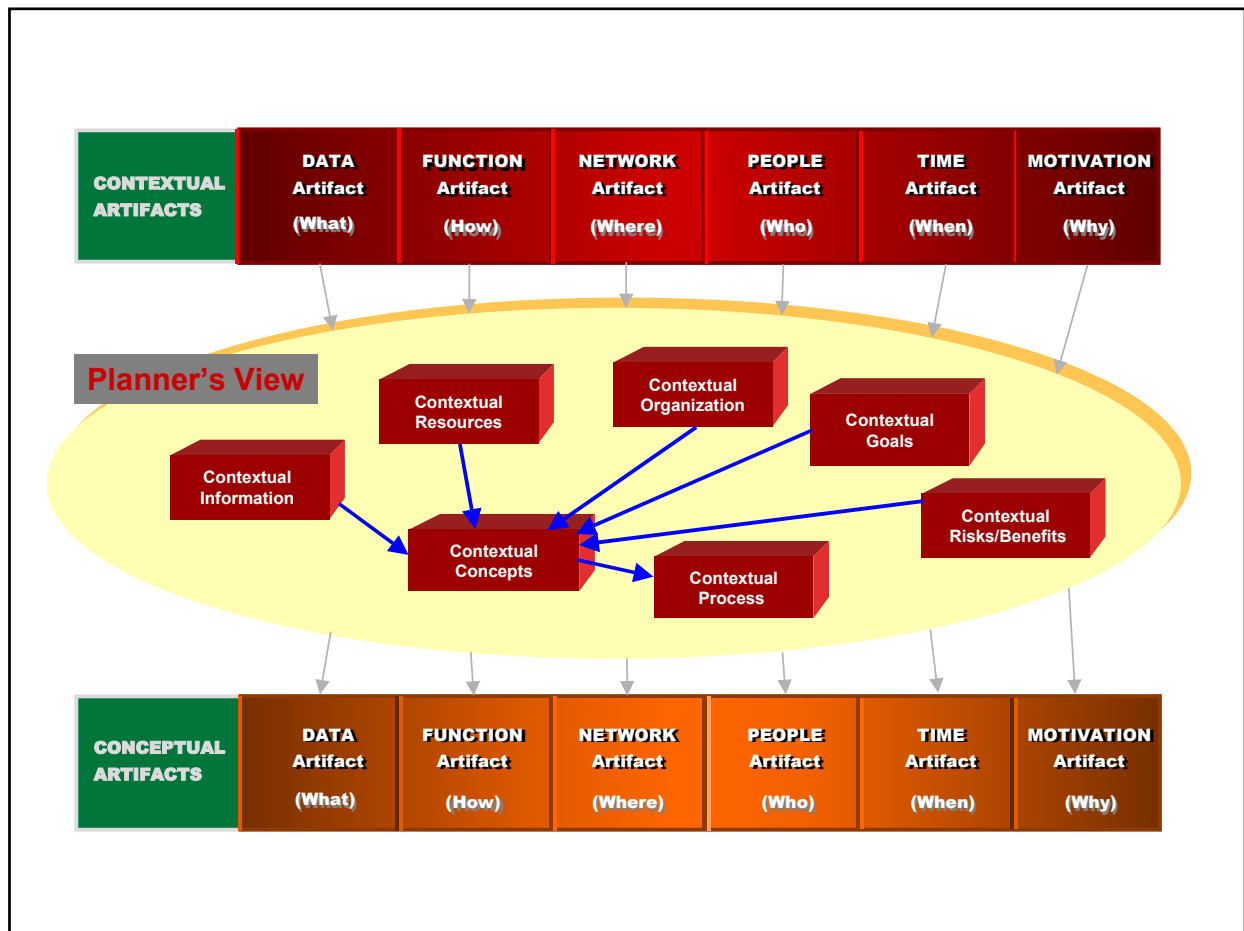 CONTEXTUAL
ARTIFACTS
DATA
Artifact
(What)
FUNCTION
Artifact
(How)
NETWORK
Artifact
(Where)
PEOPLE
Artifact
(Who)
TIME
Artifact
(When)
MOTIVATION
Artifact
(Why)
Planner’s View
Contextual
Information
Contextual
Resources
Contextual
Organization
Contextual
Goals
Contextual
Risks/Benefits
Contextual
Concepts
Contextual
Process
CONCEPTUAL
ARTIFACTS
DATA
Artifact
(What)
FUNCTION
Artifact
(How)
NETWORK
Artifact
(Where)
PEOPLE
Artifact
(Who)
TIME
Artifact
(When)
MOTIVATION
Artifact
(Why)